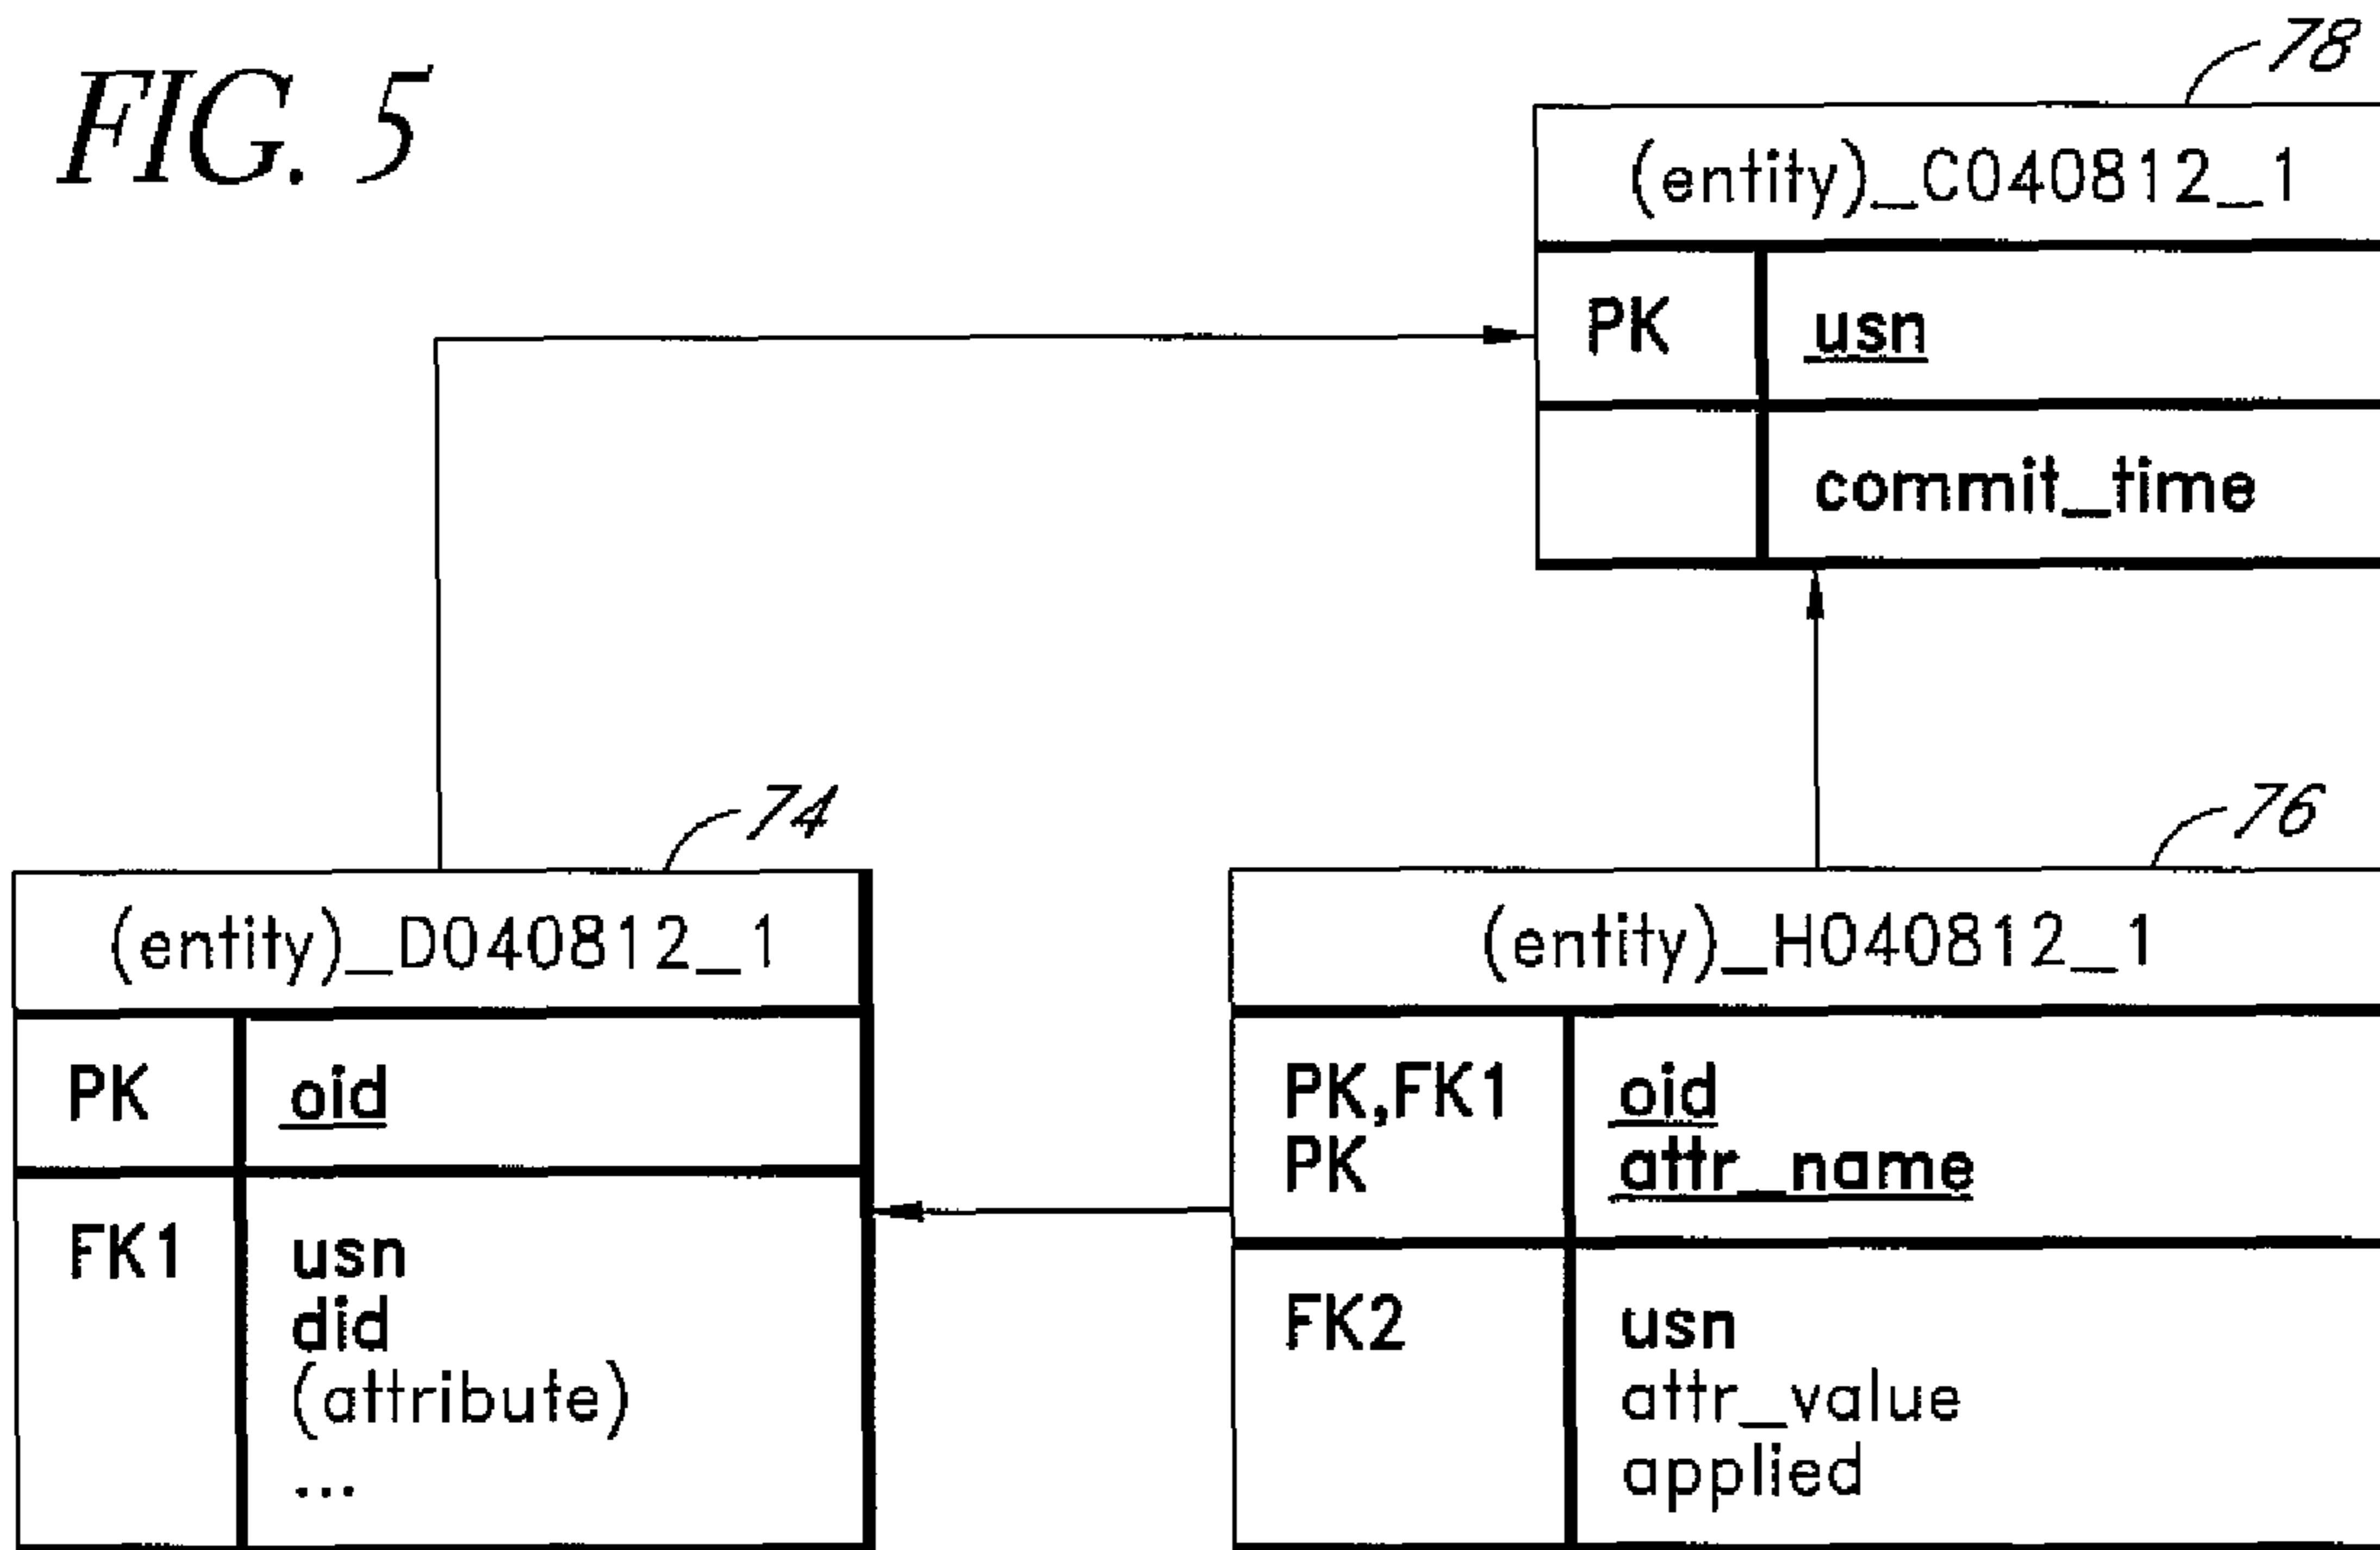 FIG. 5
78
(entity)_C040812_1
PK usn
commit_time
74
(entity)_D040812_1
PK oid
FK1 usn
did
(attribute)
...
76
(entity)_H040812_1
PK,FK1 oid
PK attr_name
FK2 usn
attr_value
applied